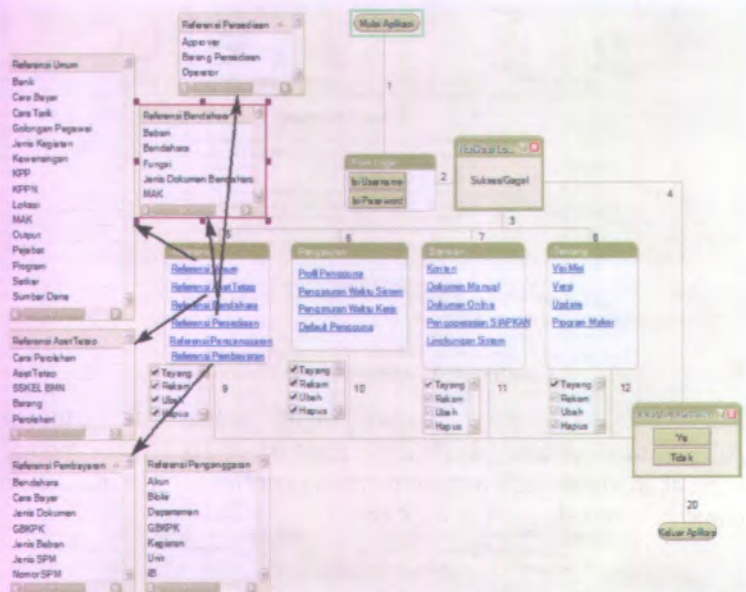 Referensi Persediaan
Approver
Barang Persediaan
Operator
Mulai Aplikasi
1
Referensi Umum
Bank
Cara Bayar
Cara Tarik
Golongan Pegawai
Jenis Kegiatan
Kewenangan
KPP
KPPN
Lokasi
MAK
Output
Pejabat
Program
Satker
Sumber Dana
Referensi Bendahara
Beban
Bendahara
Fungsi
Jenis Dokumen Bendahara
MAK
Isi Username
Isi Password
2
Sukses/Gagal
3
4
5
6
7
8
Referensi Umum
Referensi Aset Tetap
Referensi Bendahara
Referensi Persediaan
Referensi Penganggaran
Referensi Pembayaran
Pengaturan
Profil Pengguna
Pengaturan Waktu Sistem
Pengaturan Waktu Kerja
Default Pengguna
Bantuan
Konten
Dokumen Manual
Dokumen Online
Pengoperasian SIAPKAN
Lingkungan Sistem
Tentang
Visi Misi
Versi
Update
Program Maker
Tayang
Rekam
Ubah
Hapus
9
Tayang
Rekam
Ubah
Hapus
10
Tayang
Rekam
Ubah
Hapus
11
Tayang
Rekam
Ubah
Hapus
12
Referensi Aset Tetap
Cara Perolehan
Aset Tetap
SSKEL BMN
Barang
Perolehan
Ya
Tidak
20
Keluar Aplikasi
Referensi Pembayaran
Bendahara
Cara Bayar
Jenis Dokumen
GBKPK
Jenis Beban
Jenis SPM
Nomor SPM
Referensi Penganggaran
Akun
Blokir
Departemen
GBKPK
Kegiatan
Unit
IB